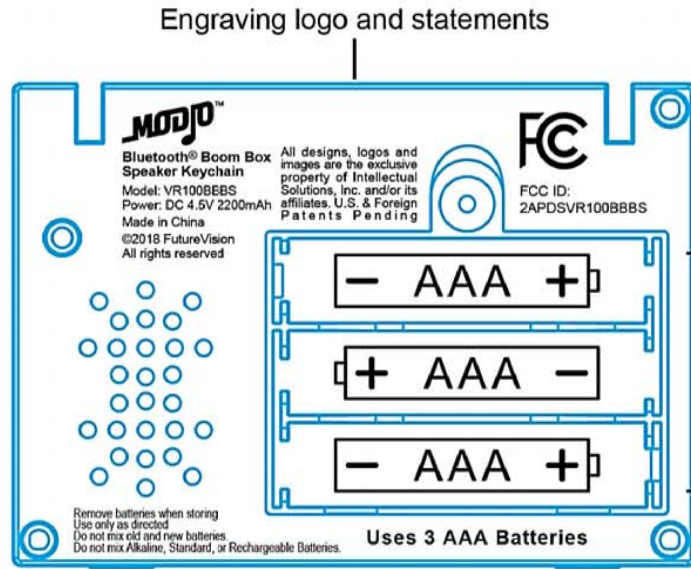 Engraving logo and statements
MODJO™
Bluetooth® Boom Box
Speaker Keychain
Model: VR100BBBS
Power: DC 4.5V 2200mAh
Made in China
©2018 FutureVision
All rights reserved
All designs, logos and
images are the exclusive
property of Intellectual
Solutions, Inc. and/or its
affiliates. U.S. & Foreign
Patents Pending
FC
FCC ID:
2APDSVR100BBBS
− AAA +
+ AAA −
− AAA +
Remove batteries when storing
Use only as directed
Do not mix old and new batteries.
Do not mix Alkaline, Standard, or Rechargeable Batteries.
Uses 3 AAA Batteries